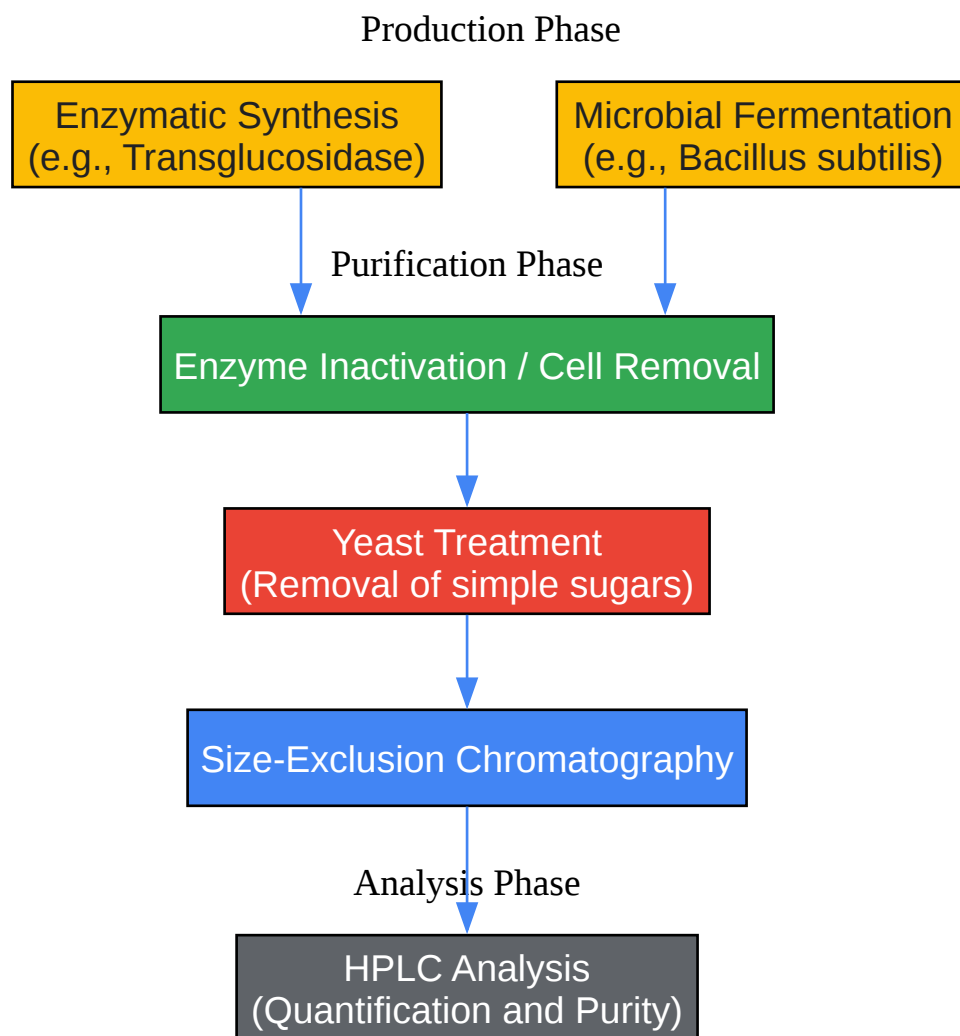 Production Phase
Enzymatic Synthesis
(e.g., Transglucosidase)
Microbial Fermentation
(e.g., Bacillus subtilis)
Purification Phase
Enzyme Inactivation / Cell Removal
Yeast Treatment
(Removal of simple sugars)
Size-Exclusion Chromatography
Analysis Phase
HPLC Analysis
(Quantification and Purity)